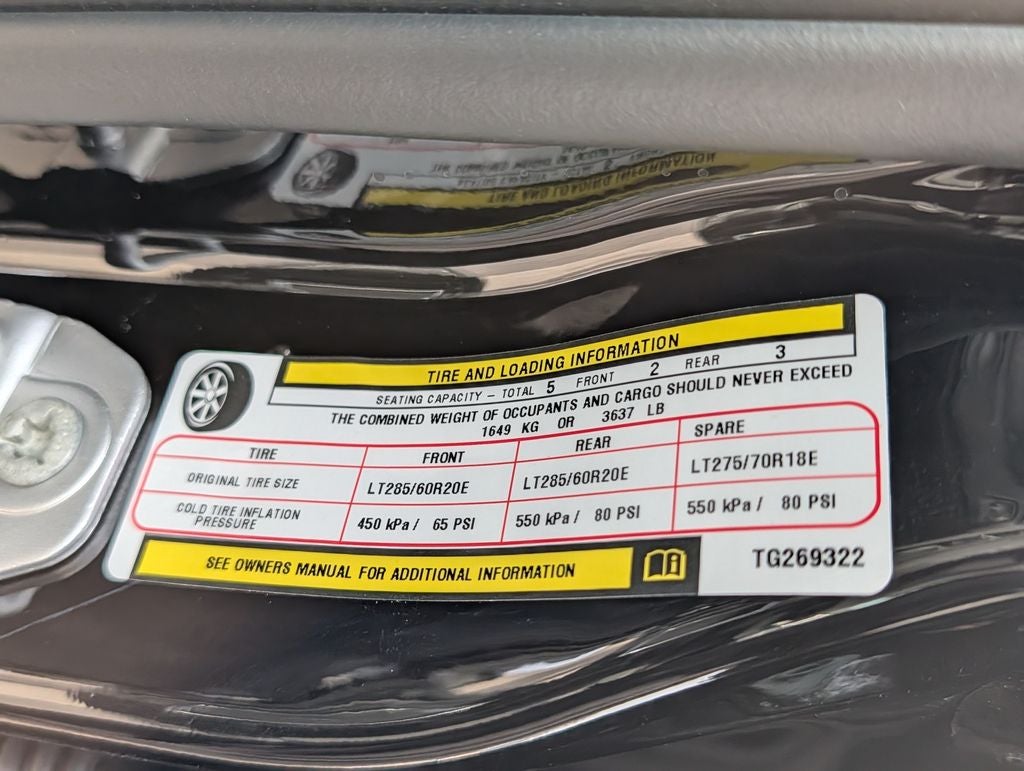 TIRE AND LOADING INFORMATION
SEATING CAPACITY – TOTAL 5 FRONT 2 REAR 3
THE COMBINED WEIGHT OF OCCUPANTS AND CARGO SHOULD NEVER EXCEED
1649 KG OR 3637 LB
TIRE FRONT REAR SPARE
ORIGINAL TIRE SIZE LT285/60R20E LT285/60R20E LT275/70R18E
COLD TIRE INFLATION PRESSURE 450 kPa / 65 PSI 550 kPa / 80 PSI 550 kPa / 80 PSI
SEE OWNERS MANUAL FOR ADDITIONAL INFORMATION
TG269322